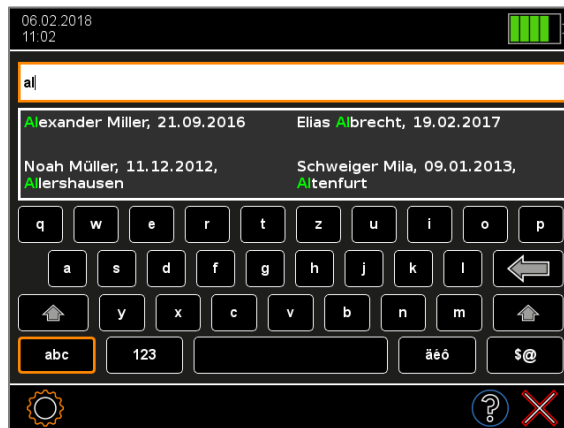 06.02.2018
11:02
al
Alexander Miller, 21.09.2016
Elias Albrecht, 19.02.2017
Noah Müller, 11.12.2012,
Allershausen
Schweiger Mila, 09.01.2013,
Altenfurt
q w e r t z u i o p
a s d f g h j k l
y x c v b n m
abc 123 äéô $@
?